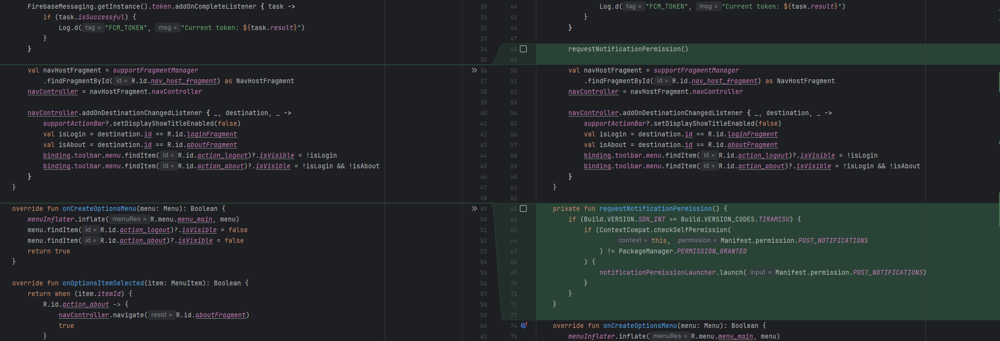 FirebaseMessaging.getInstance().token.addOnCompleteListener { task ->
if (task.isSuccessful) {
Log.d( tag = "FCM_TOKEN", msg = "Current token: ${task.result}")
}
}
val navHostFragment = supportFragmentManager
.findFragmentById( id = R.id.nav_host_fragment) as NavHostFragment
navController = navHostFragment.navController
navController.addOnDestinationChangedListener { _, destination, _ ->
supportActionBar?.setDisplayShowTitleEnabled(false)
val isLogin = destination.id == R.id.loginFragment
val isAbout = destination.id == R.id.aboutFragment
binding.toolbar.menu.findItem( id = R.id.action_logout)?.isVisible = !isLogin
binding.toolbar.menu.findItem( id = R.id.action_about)?.isVisible = !isLogin && !isAbout
}
}
override fun onCreateOptionsMenu(menu: Menu): Boolean {
menuInflater.inflate( menuRes = R.menu.menu_main, menu)
menu.findItem( id = R.id.action_logout)?.isVisible = false
menu.findItem( id = R.id.action_about)?.isVisible = false
return true
}
override fun onOptionsItemSelected(item: MenuItem): Boolean {
return when (item.itemId) {
R.id.action_about -> {
navController.navigate( resId = R.id.aboutFragment)
true
}
30 44
31 45
32 46
33 47
34 48
35 49
36 50
37 51
38 52
39 53
40 54
41 55
42 56
43 57
44 58
45 59
46 60
47 61
48 62
49 63
50 64
51 65
52 66
53 67
54 68
55 69
56 70
57 71
58 72
59 73
60 74
61 75
Log.d( tag = "FCM_TOKEN", msg = "Current token: ${task.result}")
}
}
requestNotificationPermission()
val navHostFragment = supportFragmentManager
.findFragmentById( id = R.id.nav_host_fragment) as NavHostFragment
navController = navHostFragment.navController
navController.addOnDestinationChangedListener { _, destination, _ ->
supportActionBar?.setDisplayShowTitleEnabled(false)
val isLogin = destination.id == R.id.loginFragment
val isAbout = destination.id == R.id.aboutFragment
binding.toolbar.menu.findItem( id = R.id.action_logout)?.isVisible = !isLogin
binding.toolbar.menu.findItem( id = R.id.action_about)?.isVisible = !isLogin && !isAbout
}
}
private fun requestNotificationPermission() {
if (Build.VERSION.SDK_INT >= Build.VERSION_CODES.TIRAMISU) {
if (ContextCompat.checkSelfPermission(
context = this, permission = Manifest.permission.POST_NOTIFICATIONS
) != PackageManager.PERMISSION_GRANTED
) {
notificationPermissionLauncher.launch( input = Manifest.permission.POST_NOTIFICATIONS)
}
}
}
override fun onCreateOptionsMenu(menu: Menu): Boolean {
menuInflater.inflate( menuRes = R.menu.menu_main, menu)